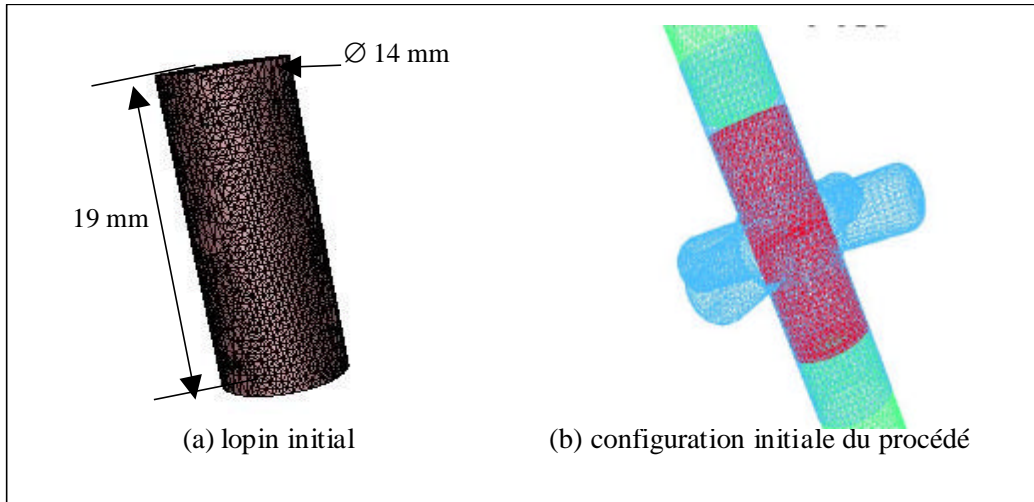 ∅ 14 mm
19 mm
(a) lopin initial
(b) configuration initiale du procédé